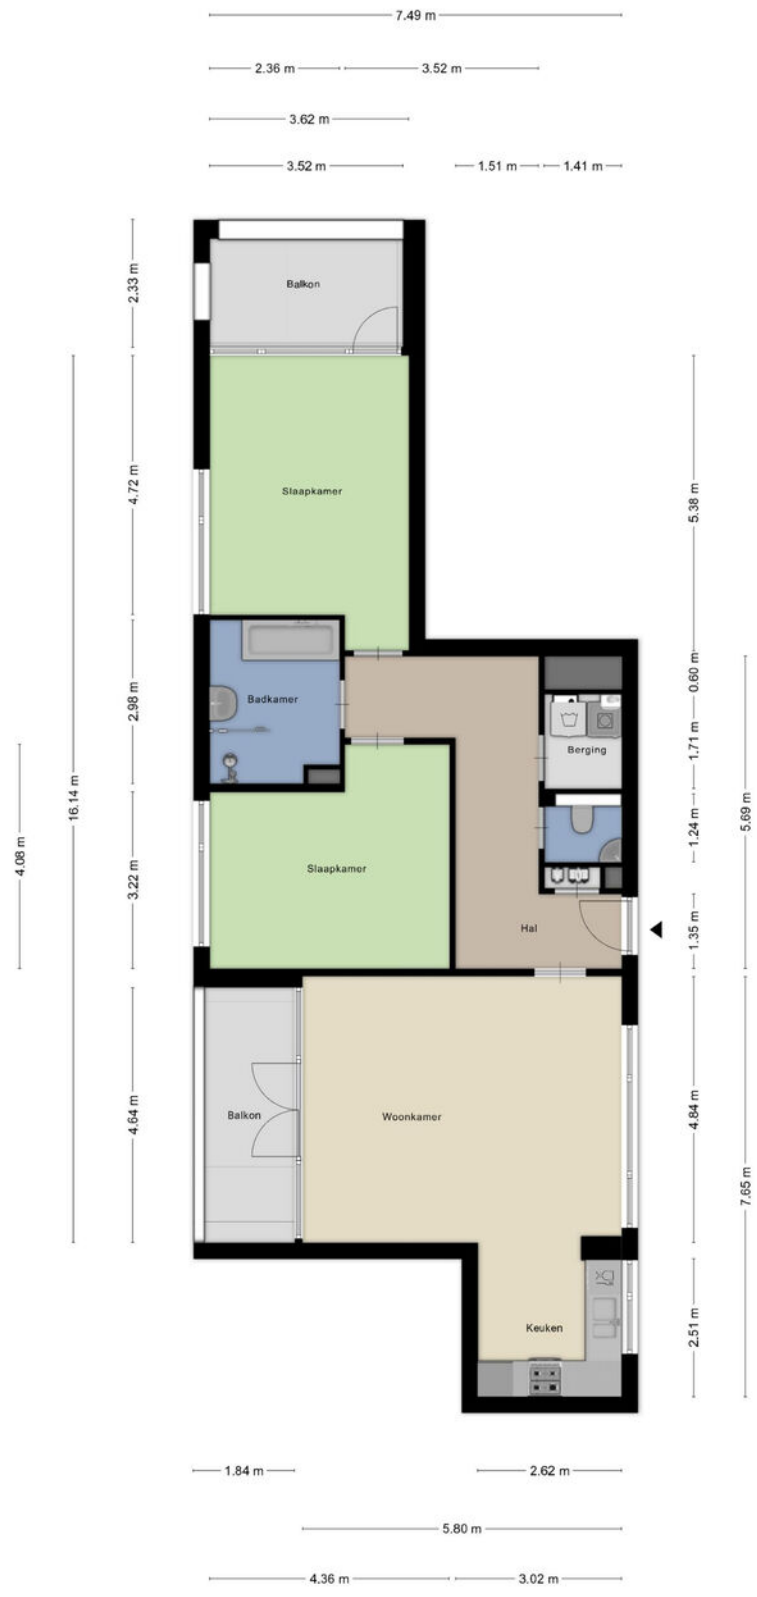 7.49 m
2.36 m
3.52 m
3.62 m
3.52 m
1.51 m
1.41 m
2.33 m
Balkon
4.72 m
5.38 m
Slaapkamer
2.98 m
Badkamer
0.60 m
1.71 m
Berging
16.14 m
4.08 m
5.69 m
1.24 m
3.22 m
Slaapkamer
Hal
1.35 m
4.64 m
Balkon
Woonkamer
4.84 m
7.65 m
Keuken
2.51 m
1.84 m
2.62 m
5.80 m
4.36 m
3.02 m